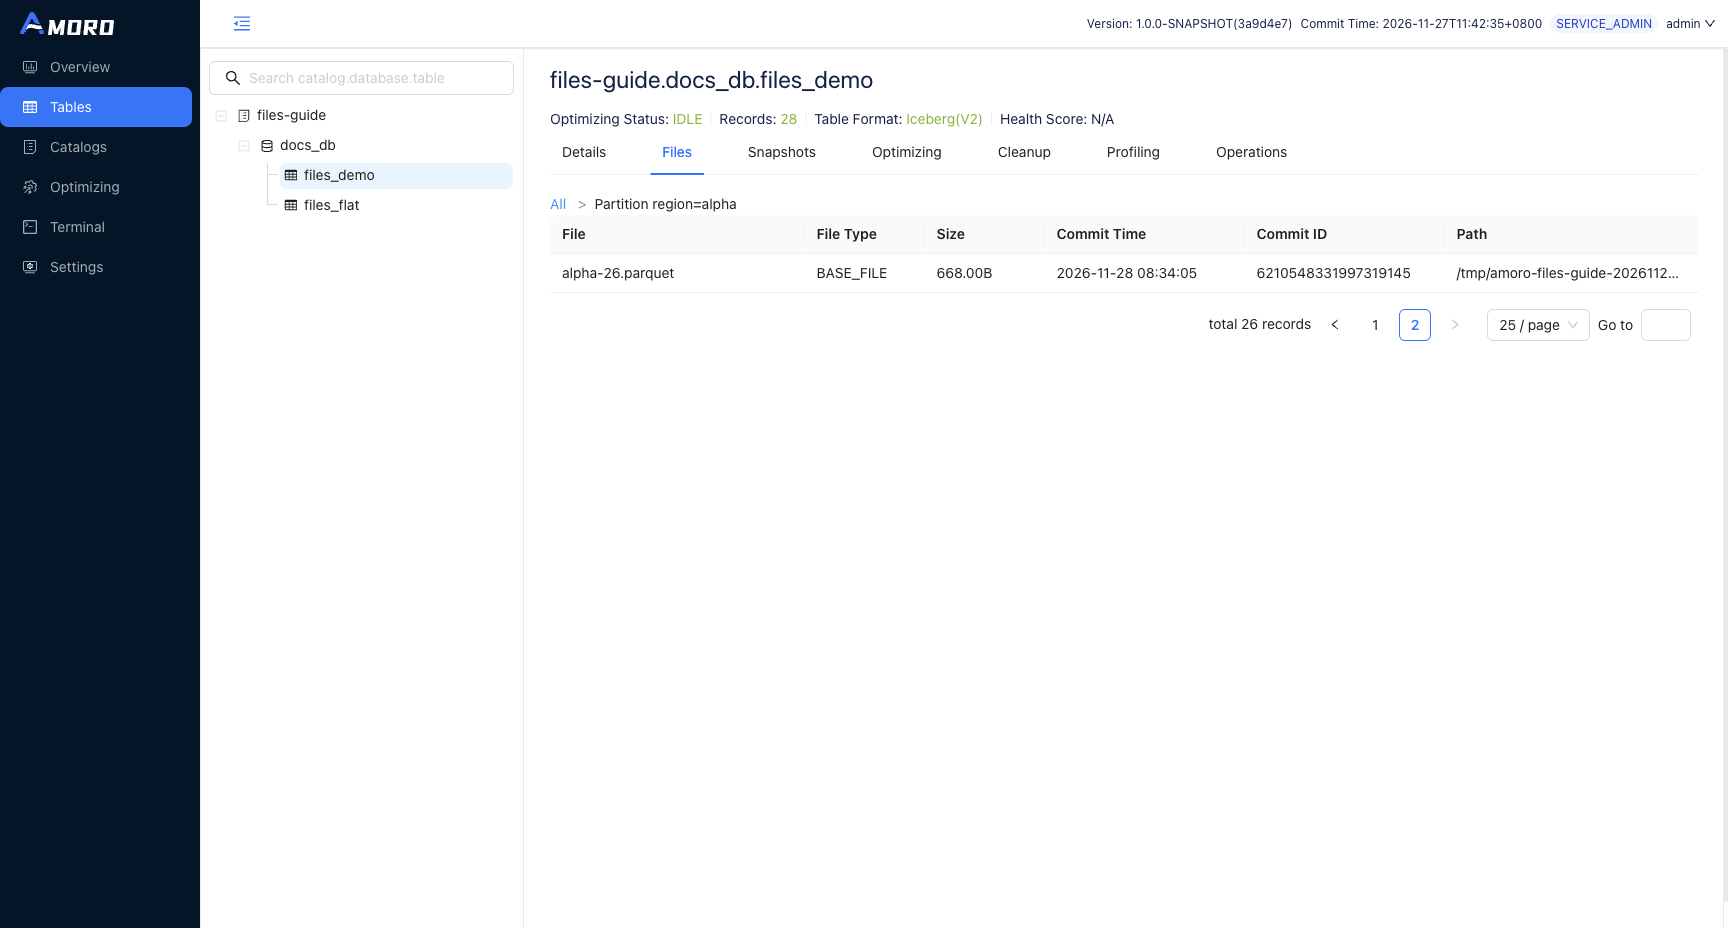 AMORO
Version: 1.0.0-SNAPSHOT(3a9d4e7) Commit Time: 2026-11-27T11:42:35+0800 SERVICE_ADMIN admin
Overview
Tables
Catalogs
Optimizing
Terminal
Settings
Search catalog.database.table
files-guide
docs_db
files_demo
files_flat
files-guide.docs_db.files_demo
Optimizing Status: IDLE Records: 28 Table Format: Iceberg(V2) Health Score: N/A
Details Files Snapshots Optimizing Cleanup Profiling Operations
All > Partition region=alpha
File File Type Size Commit Time Commit ID Path
alpha-26.parquet BASE_FILE 668.00B 2026-11-28 08:34:05 6210548331997319145 /tmp/amoro-files-guide-2026112...
total 26 records < 1 2 > 25 / page Go to